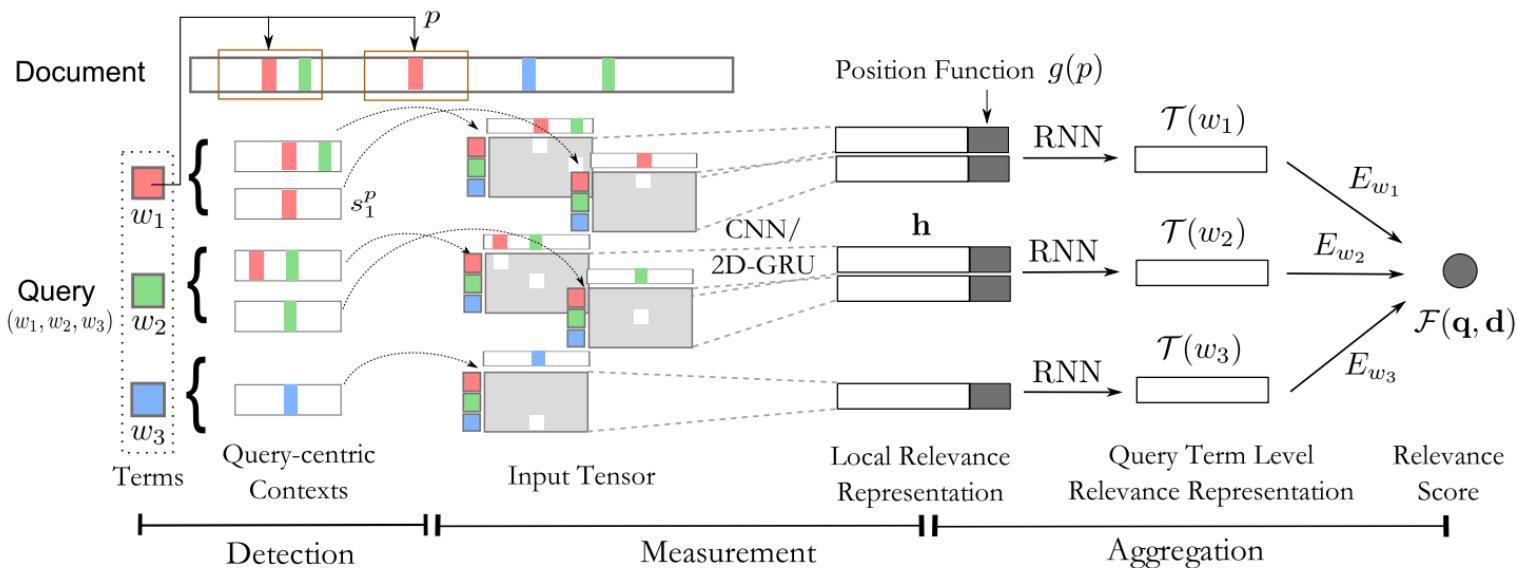 p
Document
Position Function g(p)
RNN
𝒯(w₁)
w₁
s₁ᵖ
E_{w₁}
CNN/
2D-GRU
h
RNN
𝒯(w₂)
E_{w₂}
Query
(w₁, w₂, w₃)
w₂
ℱ(q, d)
RNN
𝒯(w₃)
E_{w₃}
w₃
Terms
Query-centric
Contexts
Input Tensor
Local Relevance
Representation
Query Term Level
Relevance Representation
Relevance
Score
Detection
Measurement
Aggregation